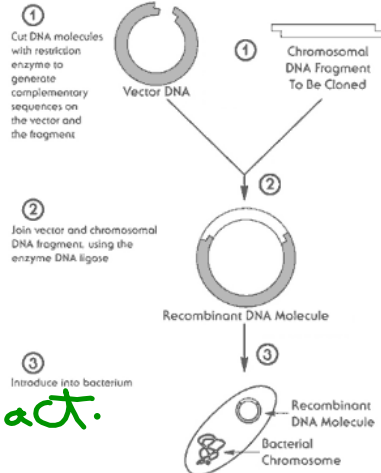 1
Cut DNA molecules
with restriction
enzyme to
generate
complementary
sequences on
the vector and
the fragment
Vector DNA
1
Chromosomal
DNA Fragment
To Be Cloned
2
2
Join vector and chromosomal
DNA fragment, using the
enzyme DNA ligase
Recombinant DNA Molecule
3
3
Introduce into bacterium
act.
Recombinant
DNA Molecule
Bacterial
Chromosome